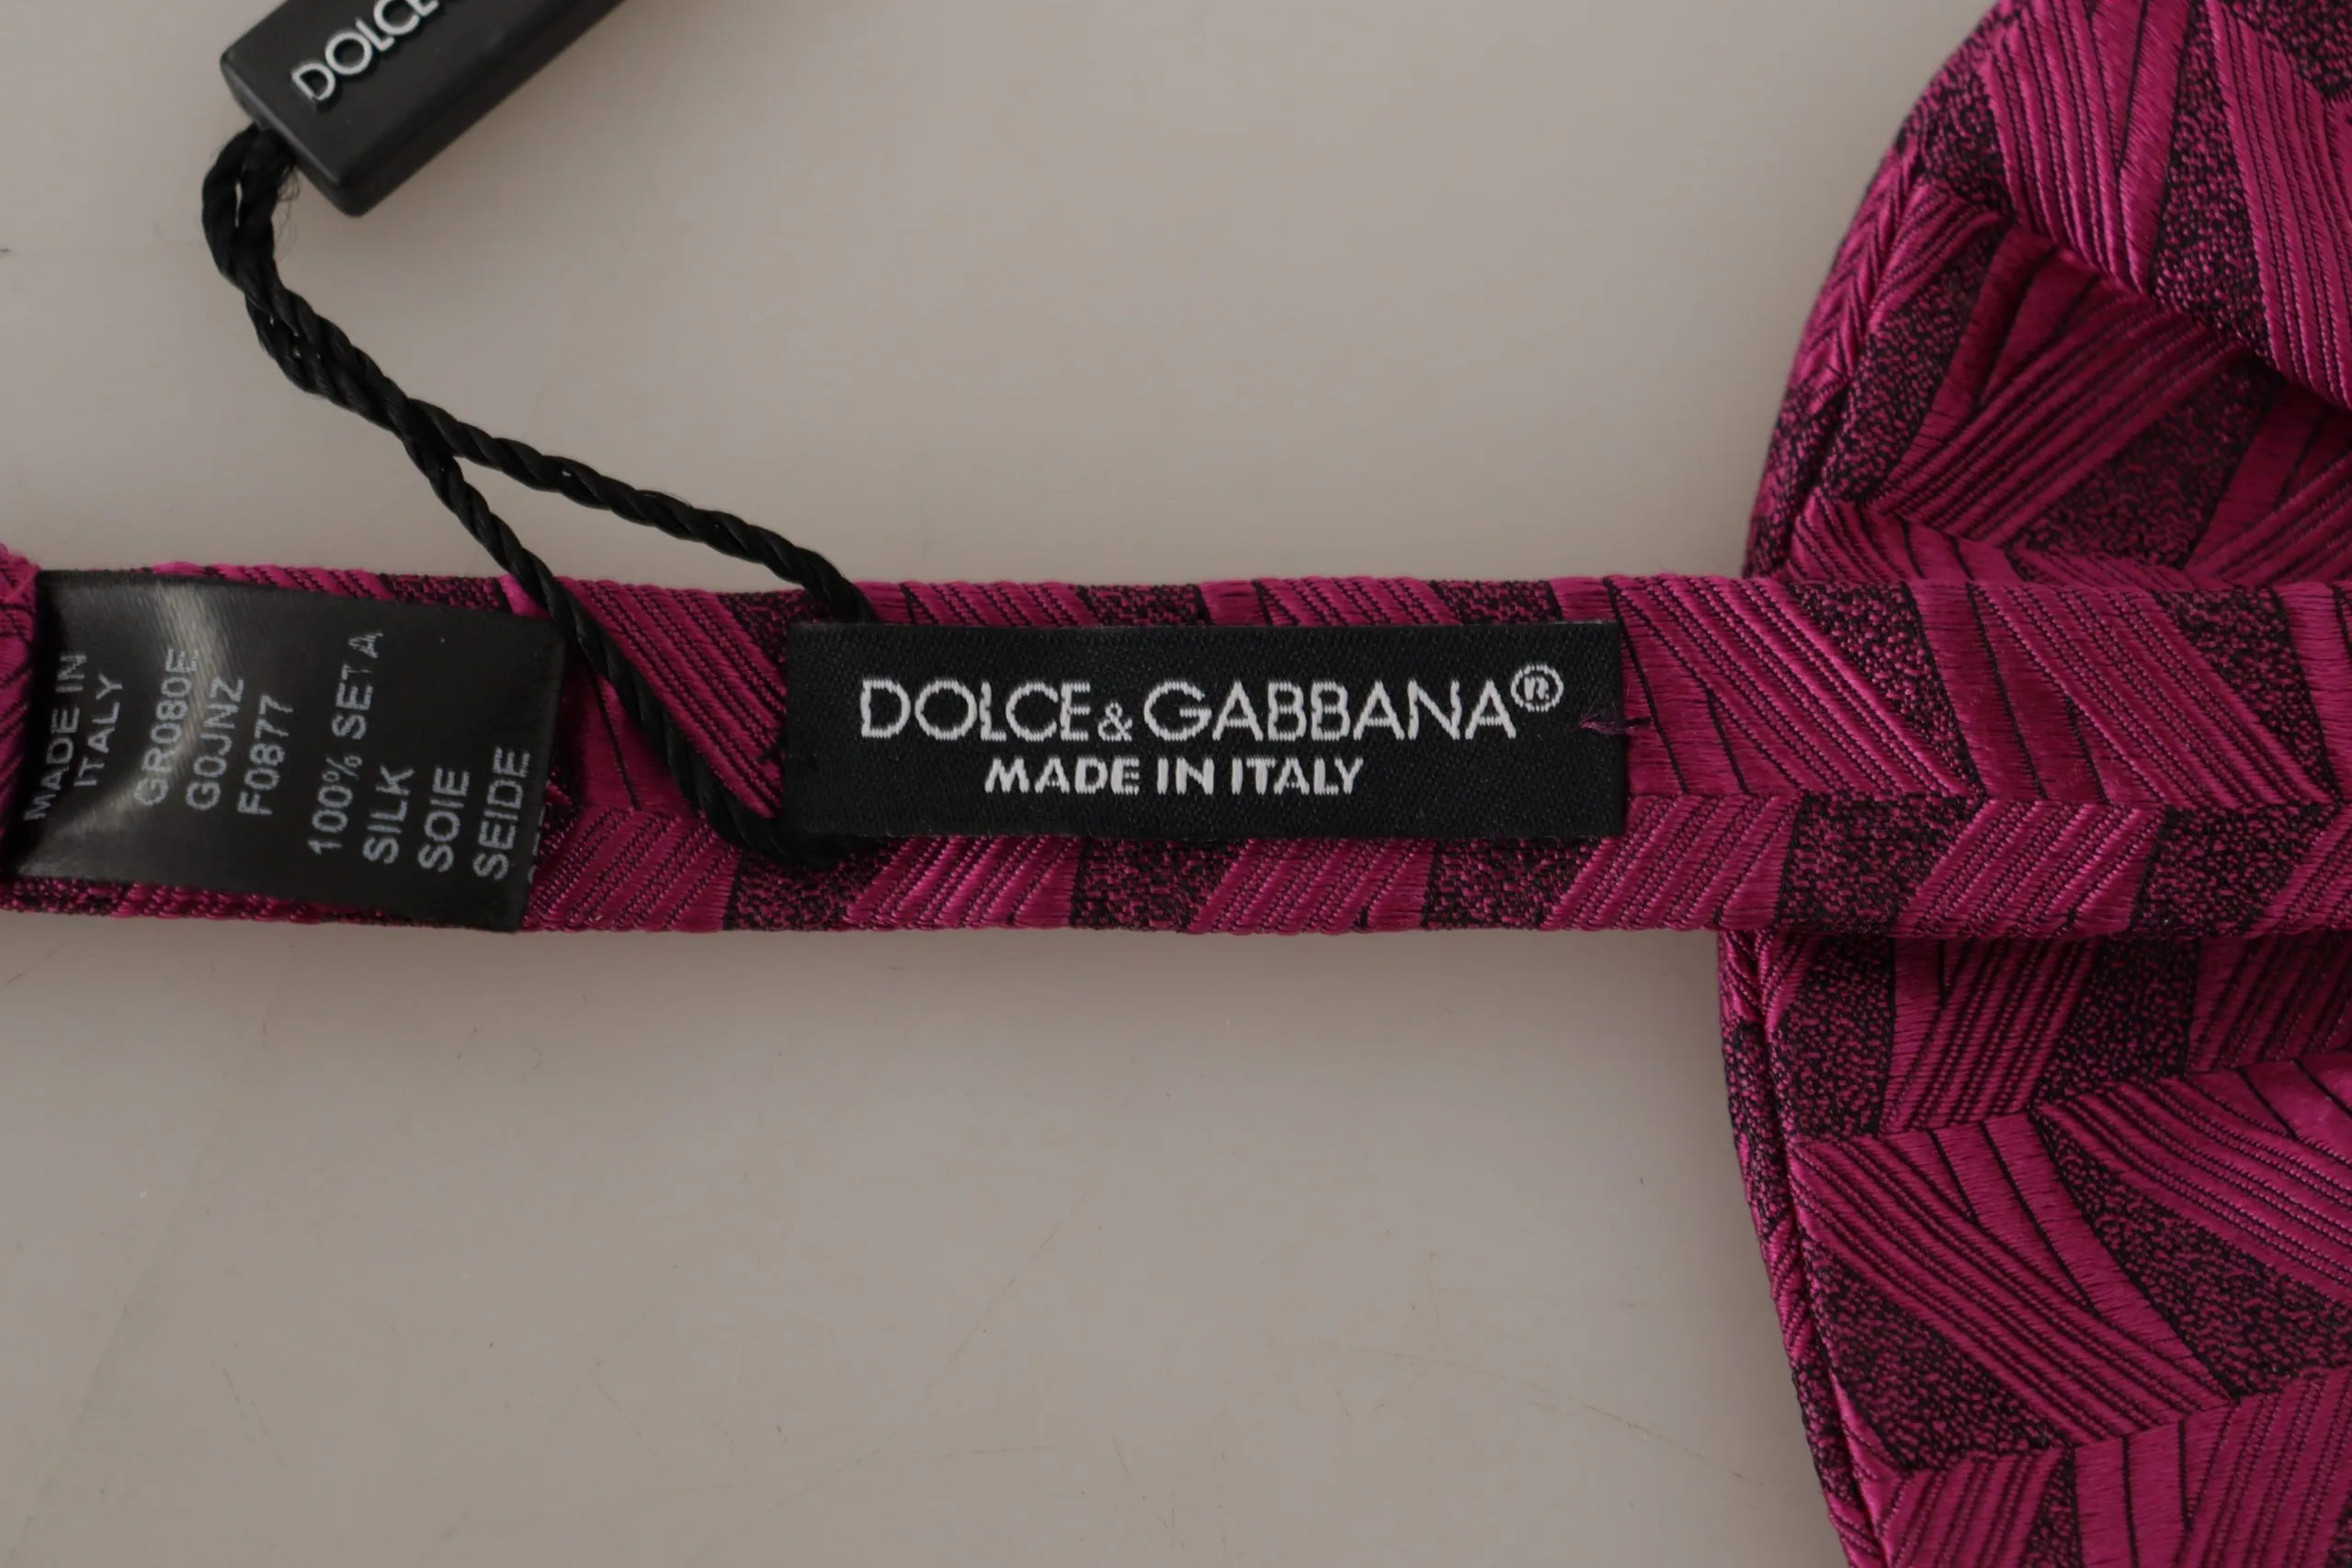 DOLCE
DOLCE&GABBANA®
MADE IN ITALY
MADE IN
ITALY
GR080E
G0JNZ
F0877
100% SETA
SILK
SOIE
SEIDE